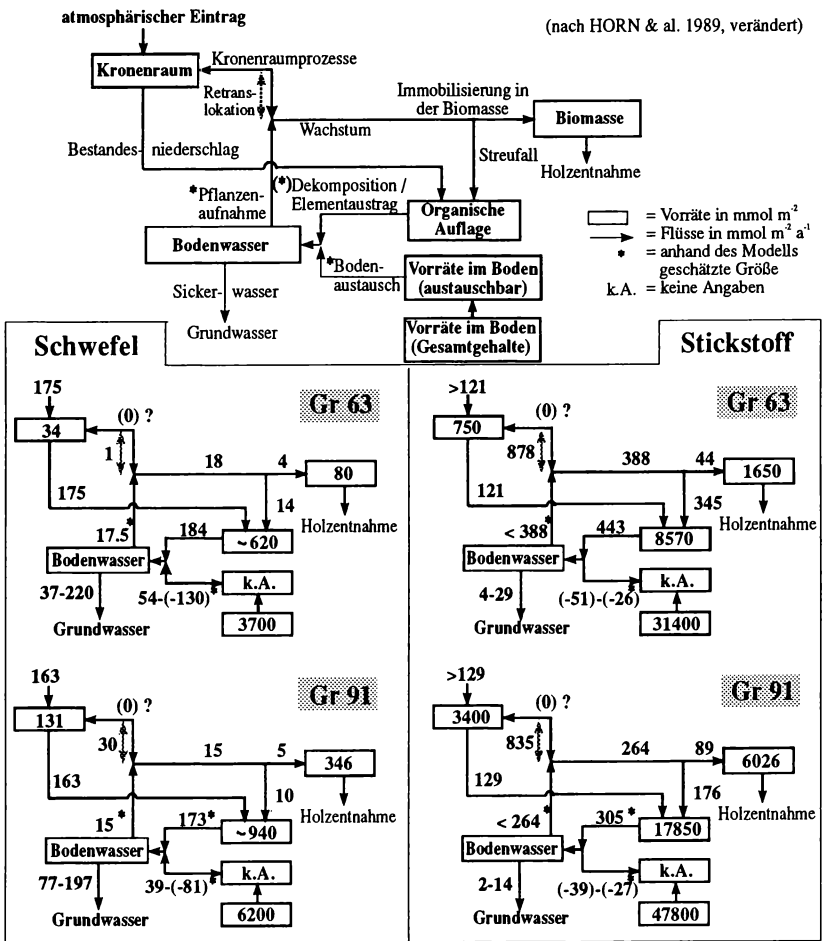 atmosphärischer Eintrag
(nach HORN & al. 1989, verändert)
Kronenraum
Kronenraumprozesse
Retrans-
lokation
Immobilisierung in
der Biomasse
Wachstum
Biomasse
Bestandes- niederschlag
Streufall
Holzentnahme
*Pflanzen-
aufnahme
(*)Dekomposition /
Elementaustrag
Organische
Auflage
Bodenwasser
*Boden-
austausch
Vorräte im Boden
(austauschbar)
Sicker- wasser
Grundwasser
Vorräte im Boden
(Gesamtgehalte)
= Vorräte in mmol m⁻²
= Flüsse in mmol m⁻² a⁻¹
* = anhand des Modells
geschätzte Größe
k.A. = keine Angaben
Schwefel
175
Gr 63
34
(0) ?
1
18
4
80
175
14
Holzentnahme
17.5*
184
~620
Bodenwasser
k.A.
37-220
54-(-130)*
Grundwasser
3700
163
Gr 91
131
(0) ?
30
15
5
346
163
10
Holzentnahme
15*
173*
~940
Bodenwasser
k.A.
77-197
39-(-81)*
Grundwasser
6200
Stickstoff
>121
Gr 63
750
(0) ?
878
388
44
1650
121
345
Holzentnahme
< 388*
443
8570
Bodenwasser
k.A.
4-29
(-51)-(-26)*
Grundwasser
31400
>129
Gr 91
3400
(0) ?
835
264
89
6026
129
176
Holzentnahme
< 264*
305*
17850
Bodenwasser
k.A.
2-14
(-39)-(-27)*
Grundwasser
47800